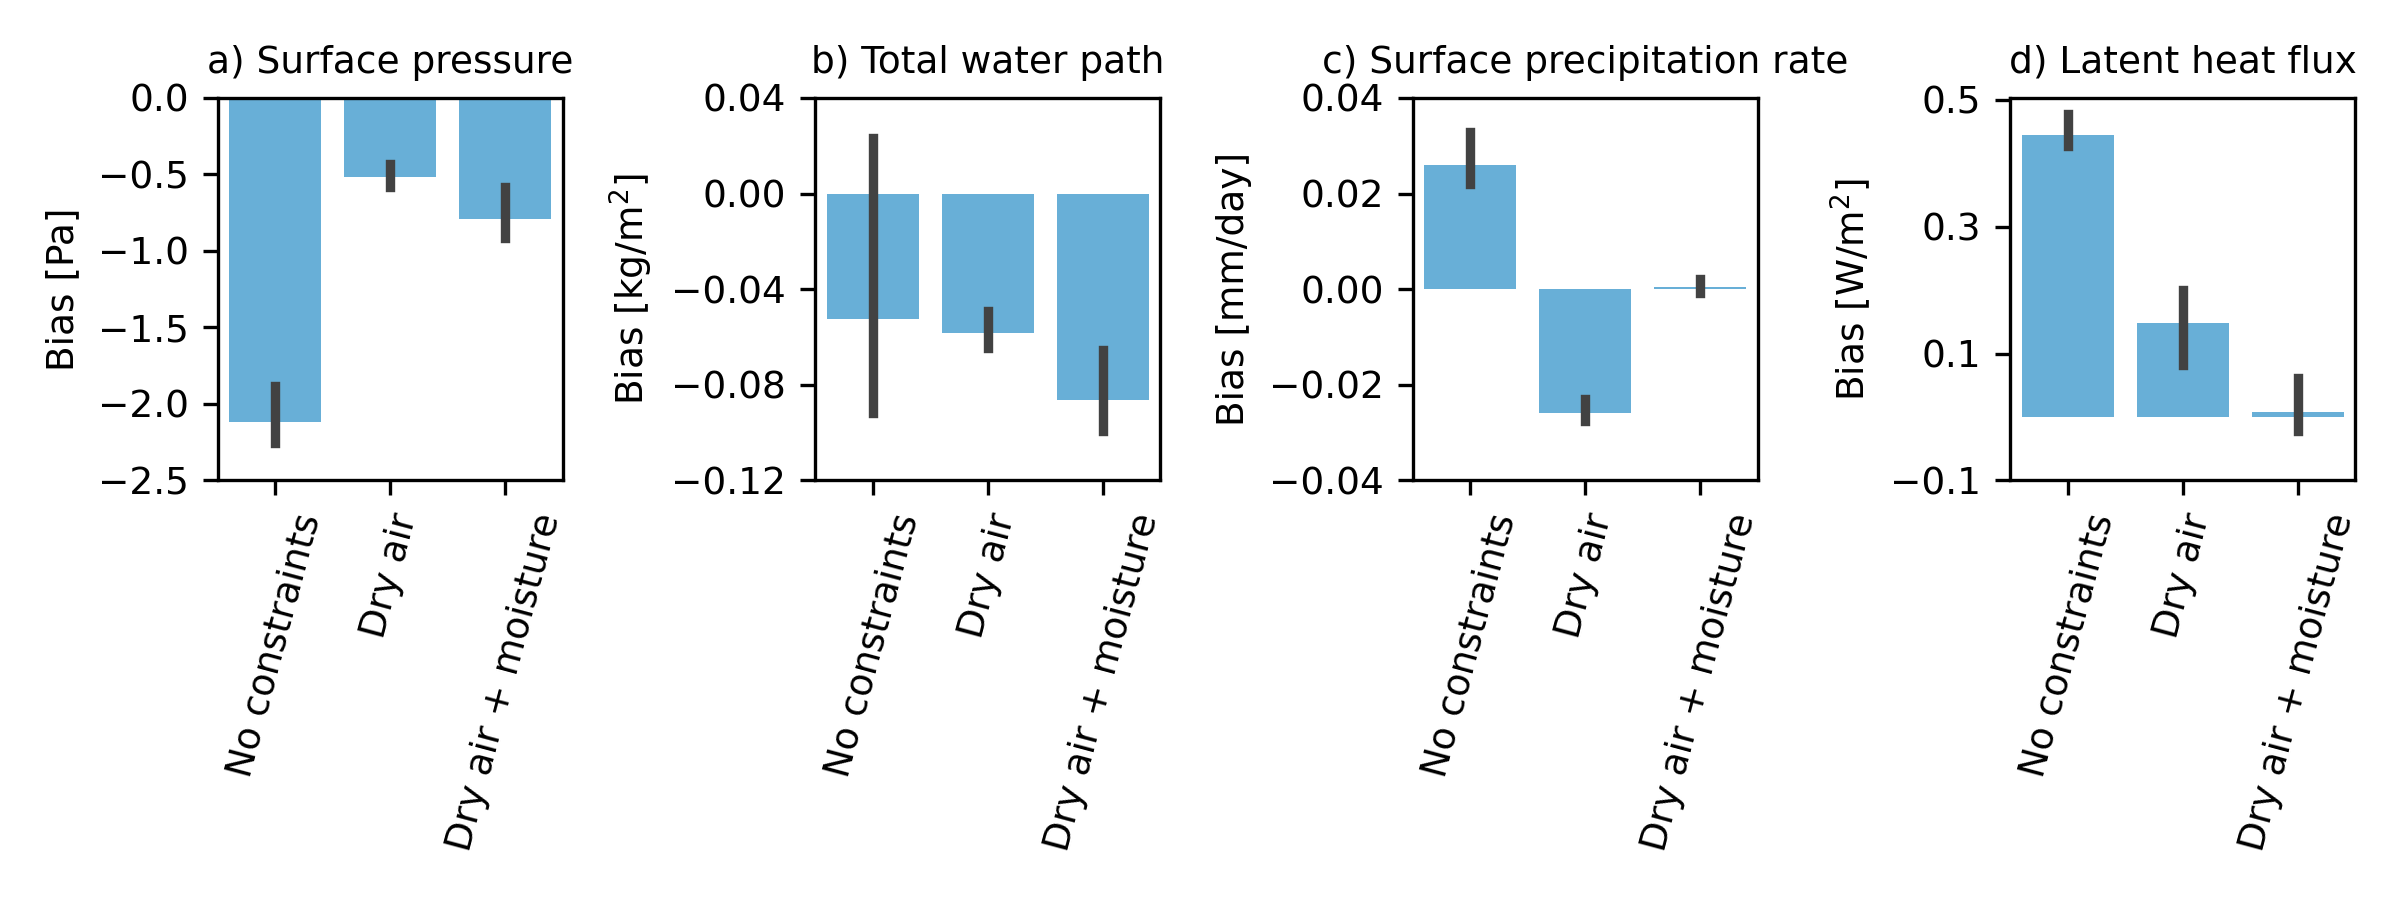 a) Surface pressure
Bias [Pa]
0.0
−0.5
−1.0
−1.5
−2.0
−2.5
No constraints
Dry air
Dry air + moisture
b) Total water path
Bias [kg/m²]
0.04
0.00
−0.04
−0.08
−0.12
No constraints
Dry air
Dry air + moisture
c) Surface precipitation rate
Bias [mm/day]
0.04
0.02
0.00
−0.02
−0.04
No constraints
Dry air
Dry air + moisture
d) Latent heat flux
Bias [W/m²]
0.5
0.3
0.1
−0.1
No constraints
Dry air
Dry air + moisture